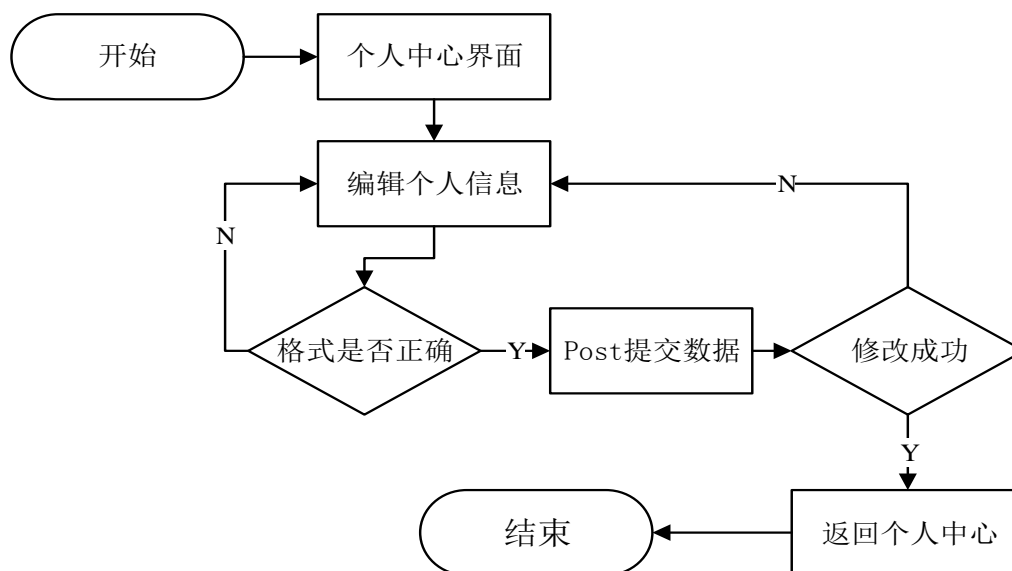 开始
个人中心界面
编辑个人信息
N
N
格式是否正确
Y
Post提交数据
修改成功
Y
结束
返回个人中心